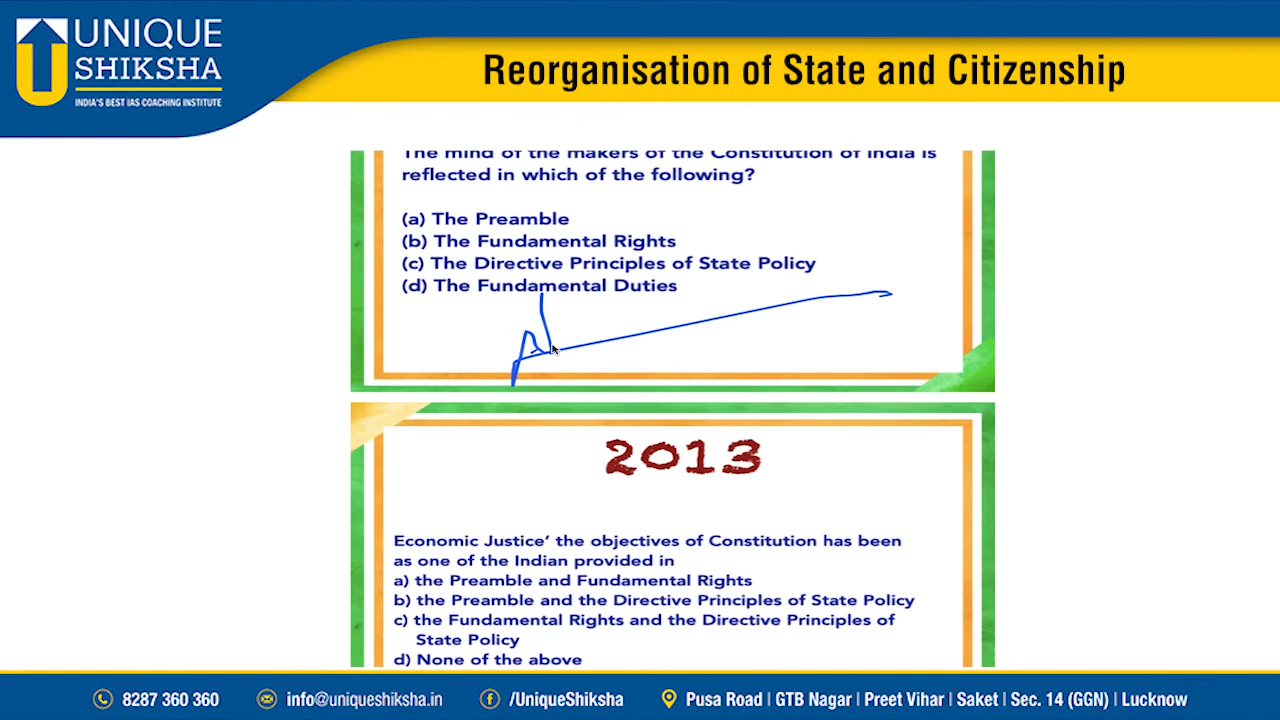 UNIQUE
SHIKSHA
INDIA'S BEST IAS COACHING INSTITUTE
Reorganisation of State and Citizenship
The mind of the makers of the Constitution of India is
reflected in which of the following?
(a) The Preamble
(b) The Fundamental Rights
(c) The Directive Principles of State Policy
(d) The Fundamental Duties
2013
Economic Justice’ the objectives of Constitution has been
as one of the Indian provided in
a) the Preamble and Fundamental Rights
b) the Preamble and the Directive Principles of State Policy
c) the Fundamental Rights and the Directive Principles of
State Policy
d) None of the above
8287 360 360
info@uniqueshiksha.in
/UniqueShiksha
Pusa Road | GTB Nagar | Preet Vihar | Saket | Sec. 14 (GGN) | Lucknow